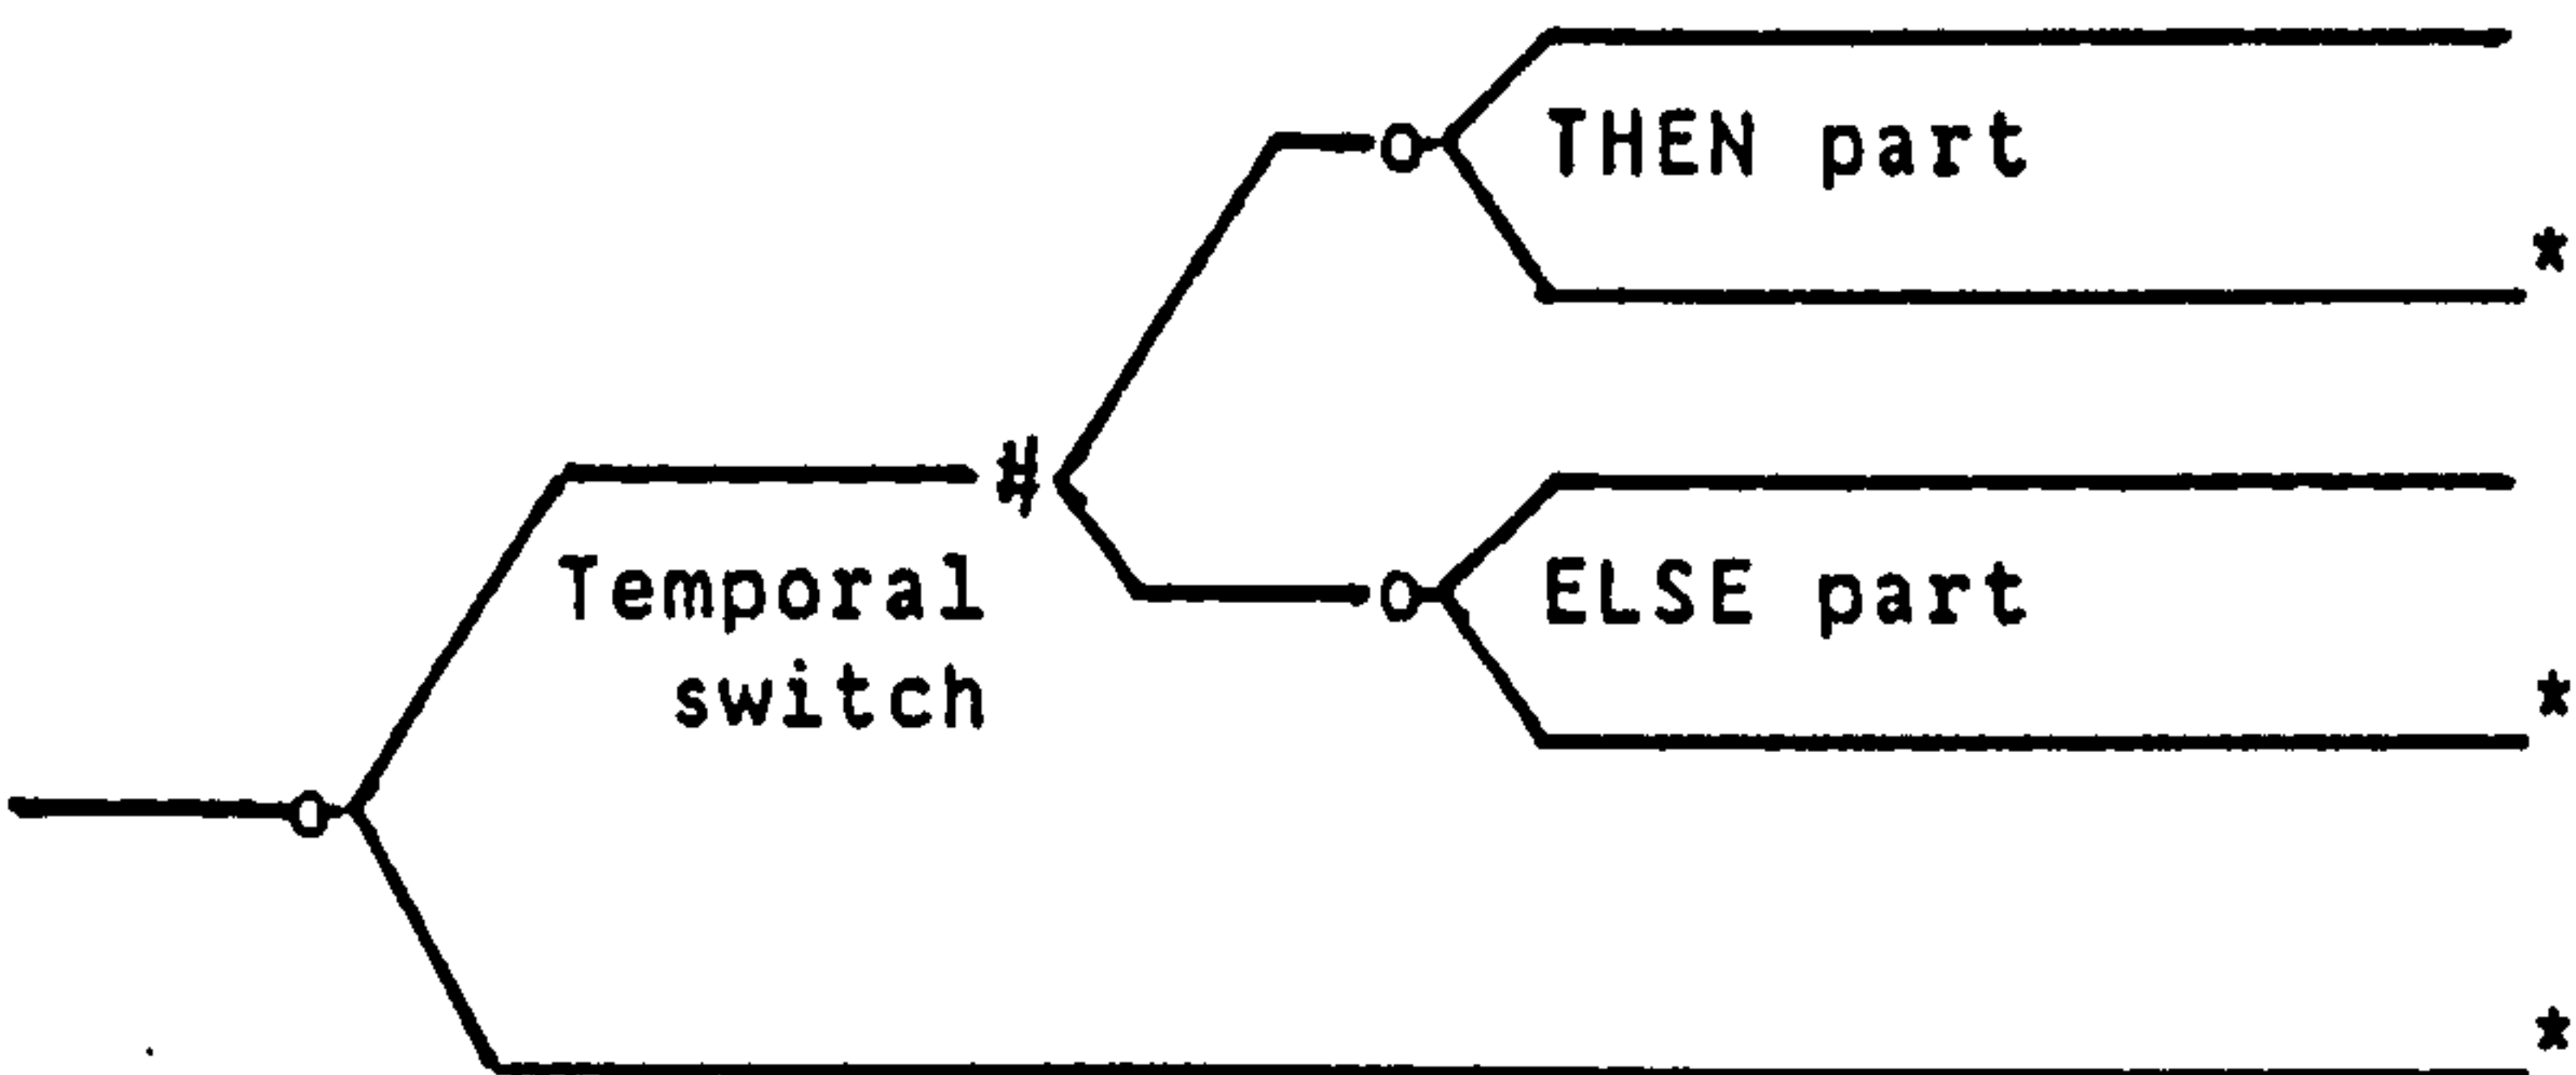 THEN part
*
#
Temporal
switch
ELSE part
*
*